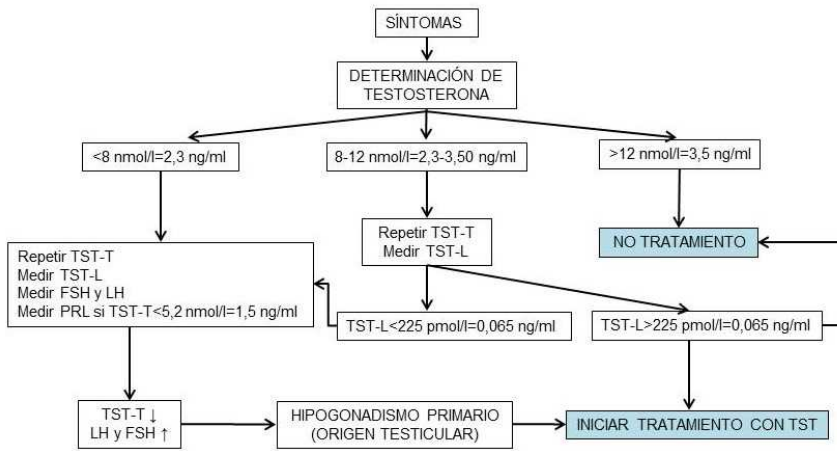 SÍNTOMAS
DETERMINACIÓN DE
TESTOSTERONA
<8 nmol/l=2,3 ng/ml
8-12 nmol/l=2,3-3,50 ng/ml
>12 nmol/l=3,5 ng/ml
Repetir TST-T
Medir TST-L
NO TRATAMIENTO
Repetir TST-T
Medir TST-L
Medir FSH y LH
Medir PRL si TST-T<5,2 nmol/l=1,5 ng/ml
TST-L<225 pmol/l=0,065 ng/ml
TST-L>225 pmol/l=0,065 ng/ml
TST-T ↓
LH y FSH ↑
HIPOGONADISMO PRIMARIO
(ORIGEN TESTICULAR)
INICIAR TRATAMIENTO CON TST